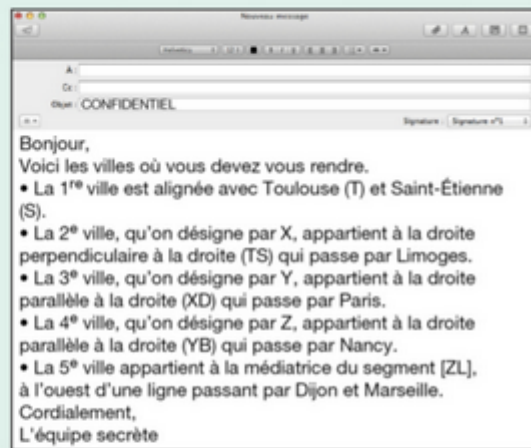 Nouveau message
A :
Cc :
Objet : CONFIDENTIEL
Signature : Signature n°1
Bonjour,
Voici les villes où vous devez vous rendre.
• La 1re ville est alignée avec Toulouse (T) et Saint-Étienne
(S).
• La 2e ville, qu'on désigne par X, appartient à la droite
perpendiculaire à la droite (TS) qui passe par Limoges.
• La 3e ville, qu'on désigne par Y, appartient à la droite
parallèle à la droite (XD) qui passe par Paris.
• La 4e ville, qu'on désigne par Z, appartient à la droite
parallèle à la droite (YB) qui passe par Nancy.
• La 5e ville appartient à la médiatrice du segment [ZL],
à l'ouest d'une ligne passant par Dijon et Marseille.
Cordialement,
L'équipe secrète